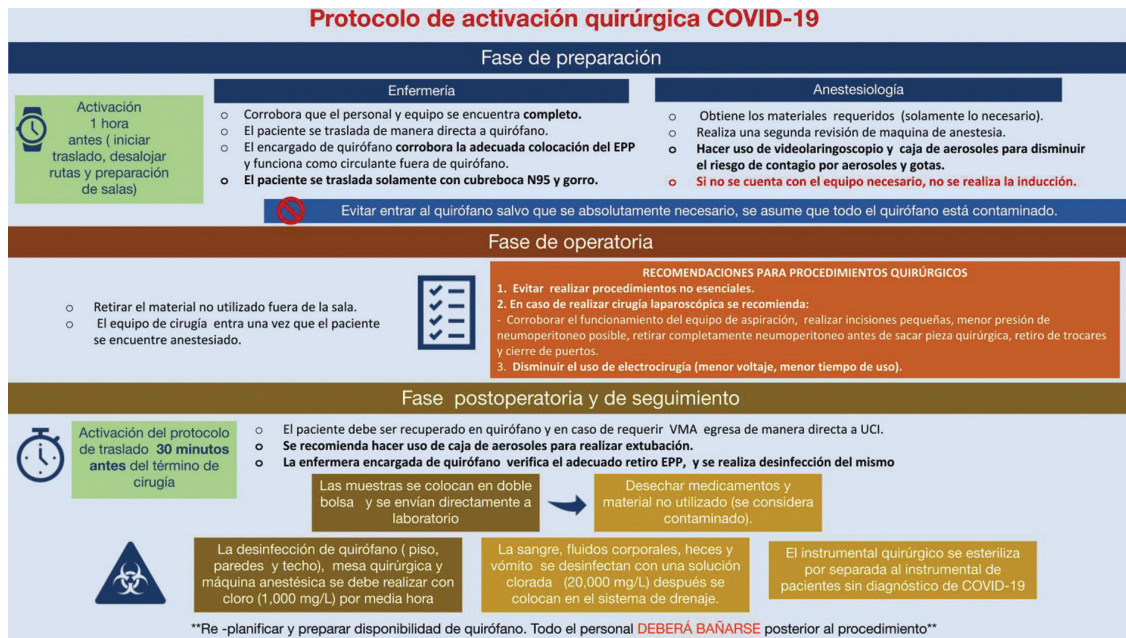 Protocolo de activación quirúrgica COVID-19
Fase de preparación
Activación
1 hora
antes ( iniciar
traslado, desalojar
rutas y preparación
de salas)
Enfermería
o Corrobora que el personal y equipo se encuentra completo.
o El paciente se traslada de manera directa a quirófano.
o El encargado de quirófano corrobora la adecuada colocación del EPP
y funciona como circulante fuera de quirófano.
o El paciente se traslada solamente con cubreboca N95 y gorro.
Anestesiología
o Obtiene los materiales requeridos (solamente lo necesario).
o Realiza una segunda revisión de maquina de anestesia.
o Hacer uso de videolaringoscopio y caja de aerosoles para disminuir
el riesgo de contagio por aerosoles y gotas.
o Si no se cuenta con el equipo necesario, no se realiza la inducción.
Evitar entrar al quirófano salvo que se absolutamente necesario, se asume que todo el quirófano está contaminado.
Fase de operatoria
o Retirar el material no utilizado fuera de la sala.
o El equipo de cirugía entra una vez que el paciente
se encuentre anestesiado.
RECOMENDACIONES PARA PROCEDIMIENTOS QUIRÚRGICOS
1. Evitar realizar procedimientos no esenciales.
2. En caso de realizar cirugía laparoscópica se recomienda:
- Corroborar el funcionamiento del equipo de aspiración, realizar incisiones pequeñas, menor presión de
neumoperitoneo posible, retirar completamente neumoperitoneo antes de sacar pieza quirúrgica, retiro de trocares
y cierre de puertos.
3. Disminuir el uso de electrocirugía (menor voltaje, menor tiempo de uso).
Fase postoperatoria y de seguimiento
Activación del protocolo
de traslado 30 minutos
antes del término de
cirugía
o El paciente debe ser recuperado en quirófano y en caso de requerir VMA egresa de manera directa a UCI.
o Se recomienda hacer uso de caja de aerosoles para realizar extubación.
o La enfermera encargada de quirófano verifica el adecuado retiro EPP, y se realiza desinfección del mismo
Las muestras se colocan en doble
bolsa y se envían directamente a
laboratorio
Desechar medicamentos y
material no utilizado (se considera
contaminado).
La desinfección de quirófano ( piso,
paredes y techo), mesa quirúrgica y
máquina anestésica se debe realizar con
cloro (1,000 mg/L) por media hora
La sangre, fluidos corporales, heces y
vómito se desinfectan con una solución
clorada (20,000 mg/L) después se
colocan en el sistema de drenaje.
El instrumental quirúrgico se esteriliza
por separada al instrumental de
pacientes sin diagnóstico de COVID-19
**Re -planificar y preparar disponibilidad de quirófano. Todo el personal DEBERÁ BAÑARSE posterior al procedimiento**